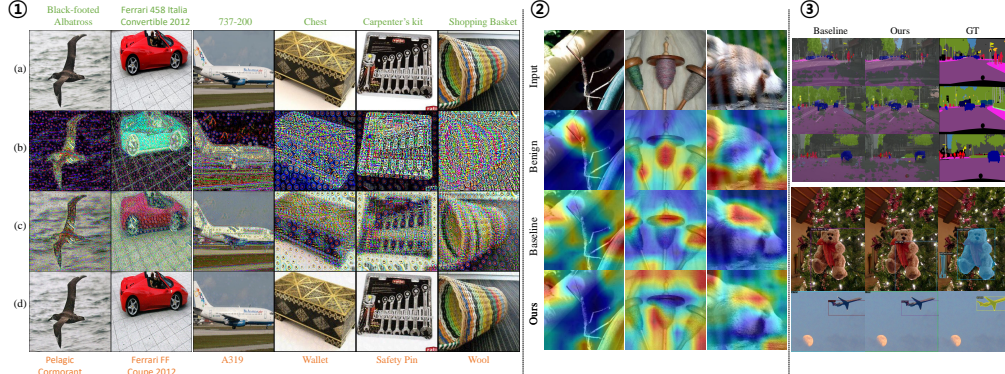 ① ② ③
Black-footed
Albatross
Ferrari 458 Italia
Convertible 2012
737-200
Chest
Carpenter's kit
Shopping Basket
(a)
(b)
(c)
(d)
Pelagic
Cormorant
Ferrari FF
Coupe 2012
A319
Wallet
Safety Pin
Wool
Input
Benign
Baseline
Ours
Baseline
Ours
GT